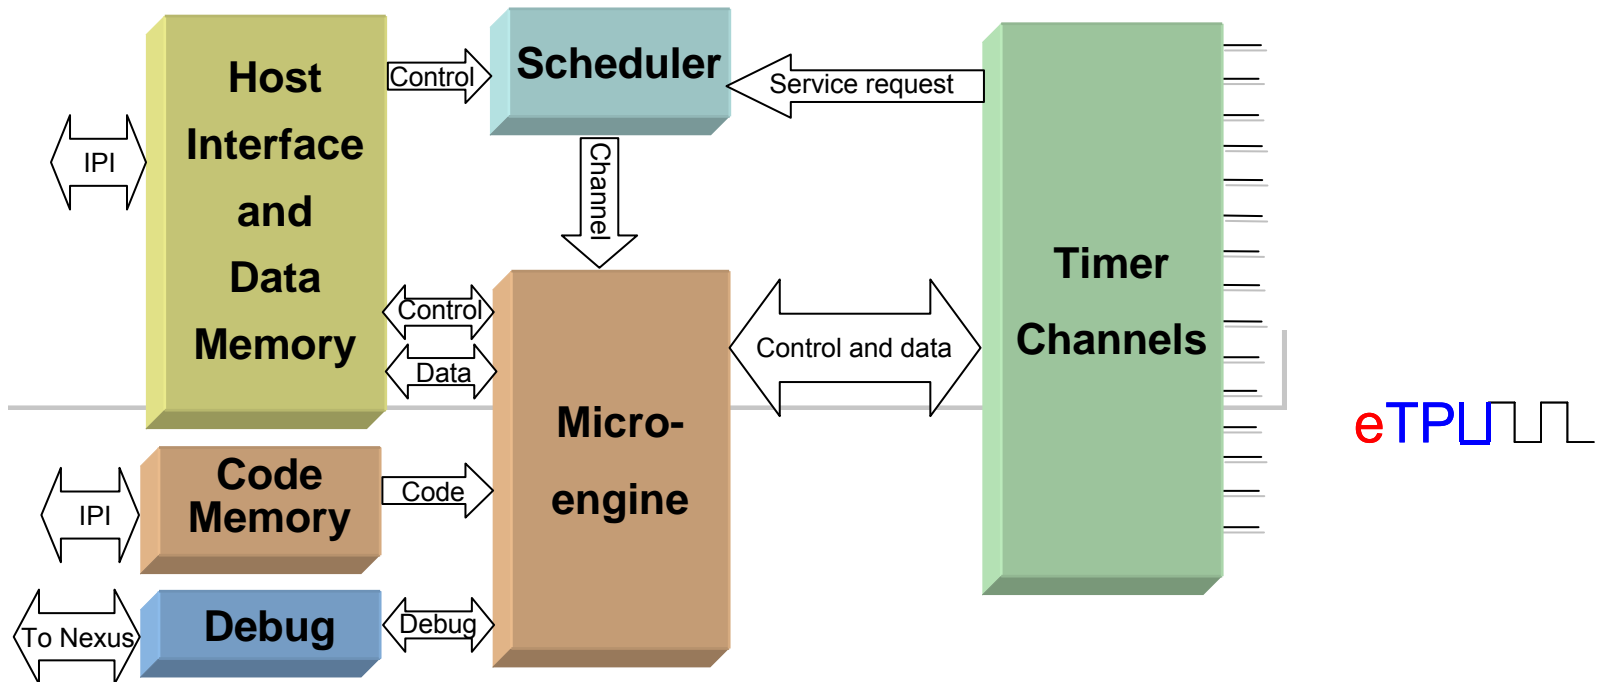 Host
Interface
and
Data
Memory
Control
Scheduler
Service request
IPI
Channel
Timer
Channels
Control
Data
Control and data
Micro-
engine
eTPU
Code
Memory
Code
IPI
Debug
Debug
To Nexus